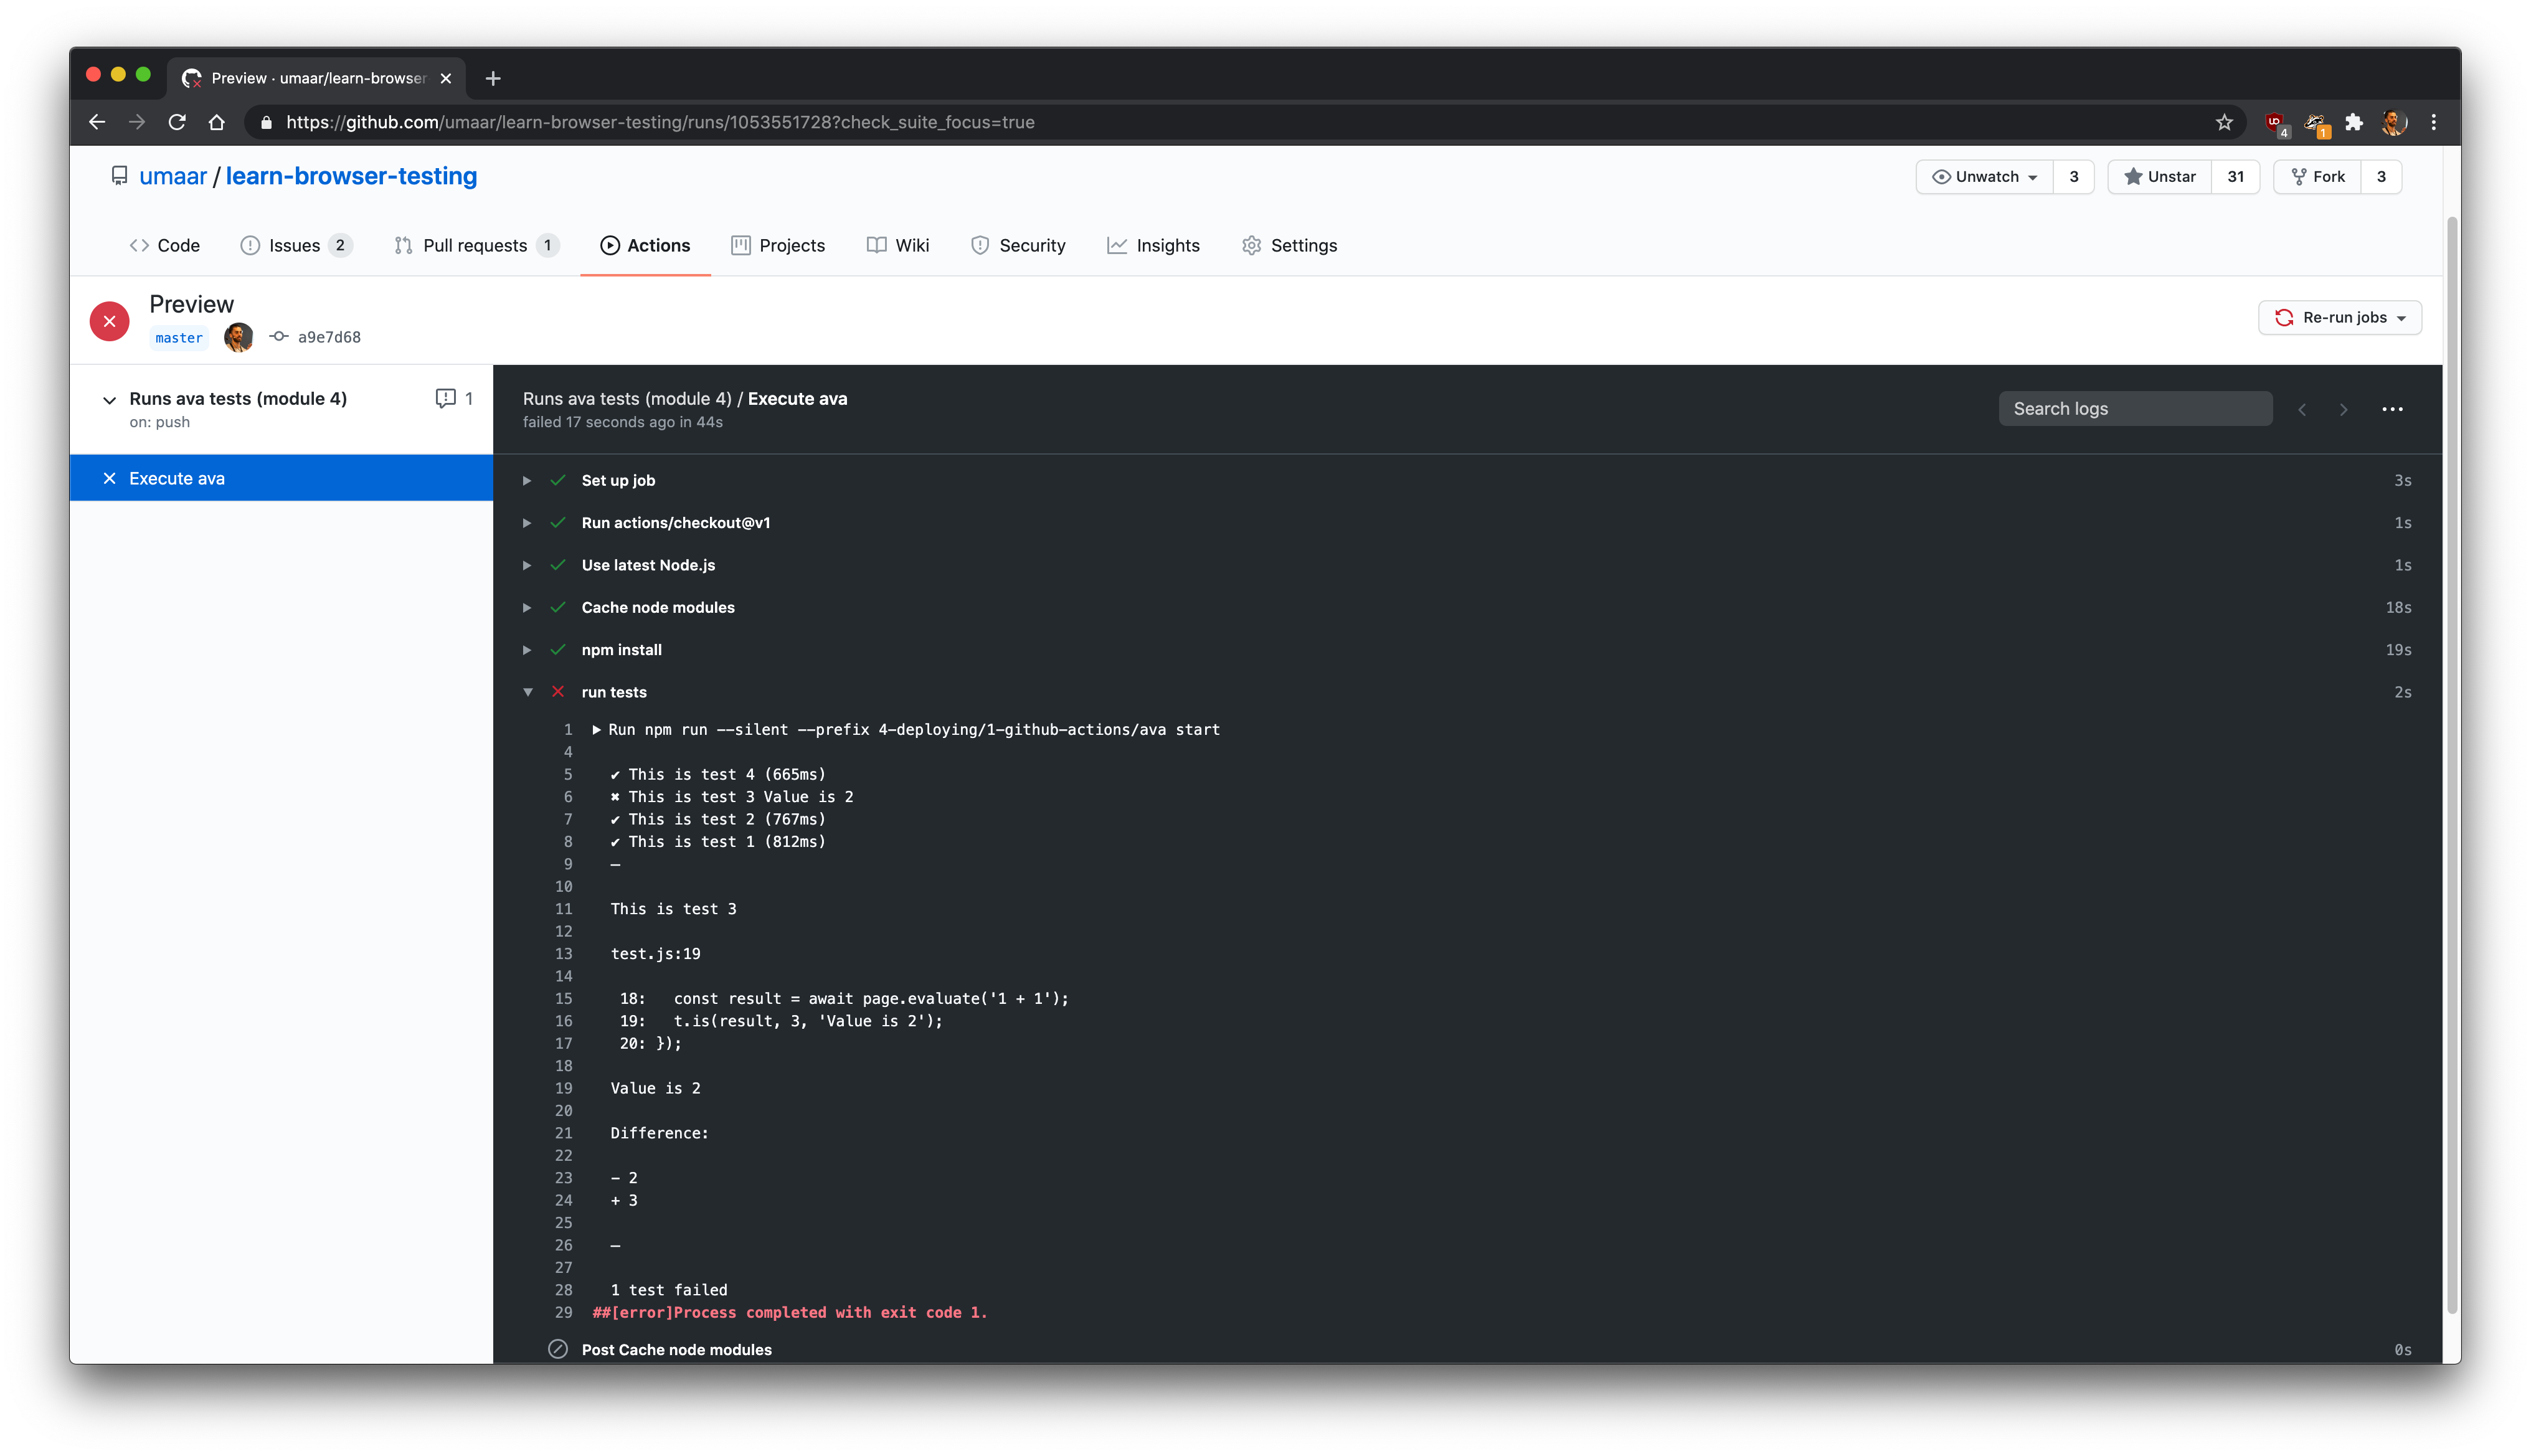 Preview · umaar/learn-browser
https://github.com/umaar/learn-browser-testing/runs/1053551728?check_suite_focus=true
UD 4 1
umaar / learn-browser-testing
Unwatch 3 Unstar 31 Fork 3
Code Issues 2 Pull requests 1 Actions Projects Wiki Security Insights Settings
Preview
master a9e7d68
Re-run jobs
Runs ava tests (module 4) 1
on: push
Execute ava
Runs ava tests (module 4) / Execute ava
failed 17 seconds ago in 44s
Search logs
Set up job 3s
Run actions/checkout@v1 1s
Use latest Node.js 1s
Cache node modules 18s
npm install 19s
run tests 2s
1 ▶ Run npm run --silent --prefix 4-deploying/1-github-actions/ava start
4
5 ✔ This is test 4 (665ms)
6 ✖ This is test 3 Value is 2
7 ✔ This is test 2 (767ms)
8 ✔ This is test 1 (812ms)
9 ─
10
11 This is test 3
12
13 test.js:19
14
15 18: const result = await page.evaluate('1 + 1');
16 19: t.is(result, 3, 'Value is 2');
17 20: });
18
19 Value is 2
20
21 Difference:
22
23 - 2
24 + 3
25
26 ─
27
28 1 test failed
29 ##[error]Process completed with exit code 1.
Post Cache node modules 0s